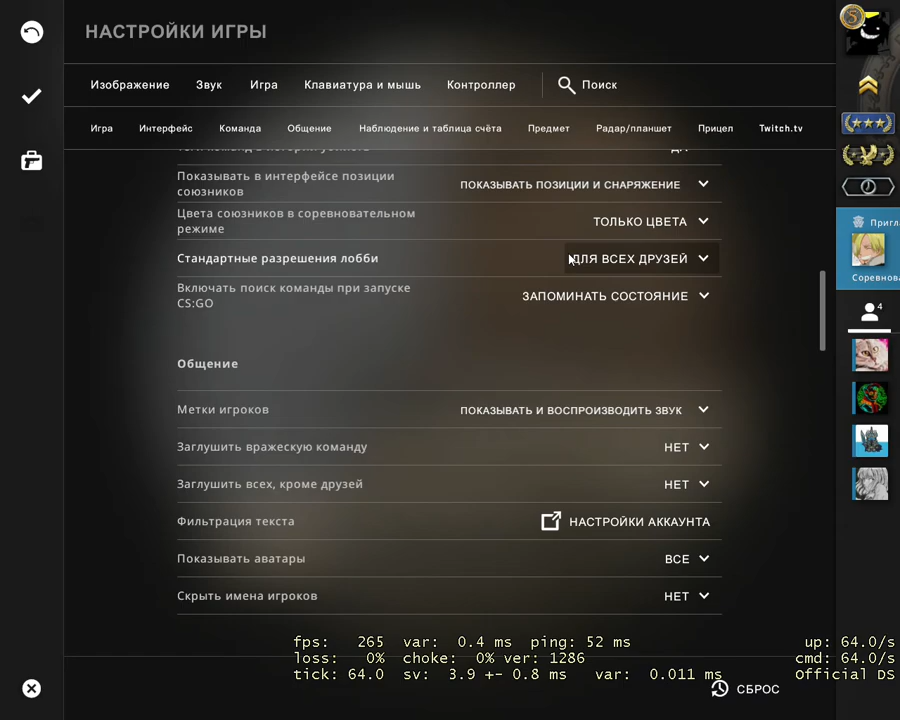 НАСТРОЙКИ ИГРЫ
Изображение Звук Игра Клавиатура и мышь Контроллер Поиск
Игра Интерфейс Команда Общение Наблюдение и таблица счёта Предмет Радар/планшет Прицел Twitch.tv
ДА
Показывать в интерфейсе позиции союзников ПОКАЗЫВАТЬ ПОЗИЦИИ И СНАРЯЖЕНИЕ
Цвета союзников в соревновательном режиме ТОЛЬКО ЦВЕТА
Стандартные разрешения лобби ДЛЯ ВСЕХ ДРУЗЕЙ
Включать поиск команды при запуске CS:GO ЗАПОМИНАТЬ СОСТОЯНИЕ
Общение
Метки игроков ПОКАЗЫВАТЬ И ВОСПРОИЗВОДИТЬ ЗВУК
Заглушить вражескую команду НЕТ
Заглушить всех, кроме друзей НЕТ
Фильтрация текста НАСТРОЙКИ АККАУНТА
Показывать аватары ВСЕ
Скрыть имена игроков НЕТ
fps: 265 var: 0.4 ms ping: 52 ms up: 64.0/s
loss: 0% choke: 0% ver: 1286 cmd: 64.0/s
tick: 64.0 sv: 3.9 +- 0.8 ms var: 0.011 ms Official DS
СБРОС
5
Пригл
Соревнова
4